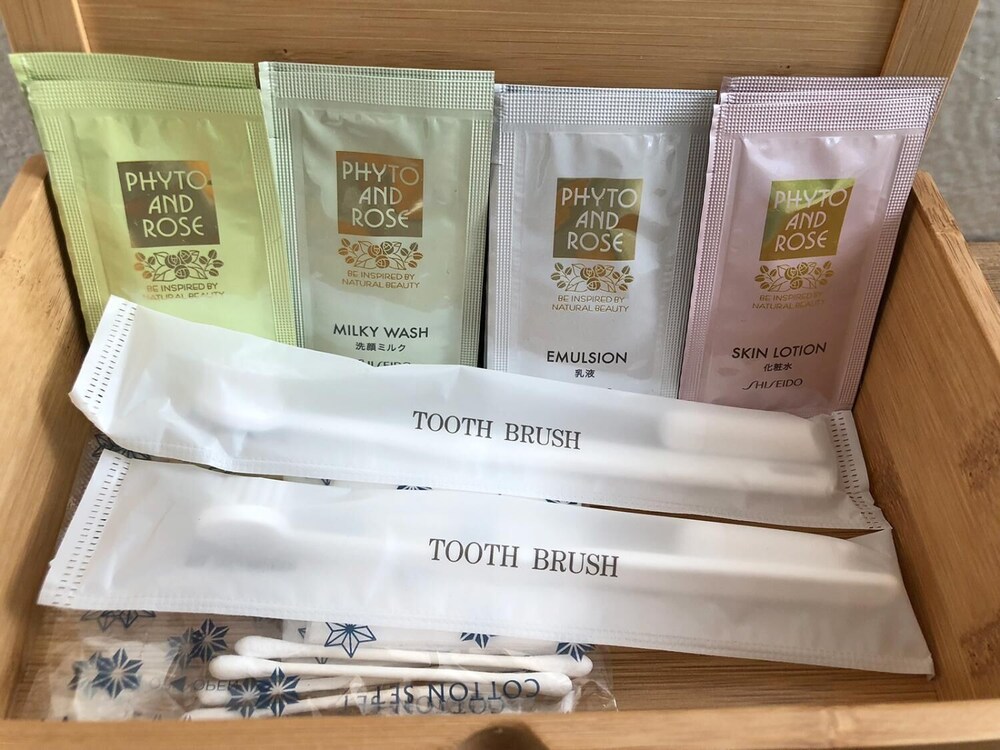 PHYTO
AND
ROSE
BE INSPIRED BY
NATURAL BEAUTY
PHYTO
AND
ROSE
BE INSPIRED BY
NATURAL BEAUTY
MILKY WASH
洗顔ミルク
SHISEIDO
PHYTO
AND
ROSE
BE INSPIRED BY
NATURAL BEAUTY
EMULSION
乳液
PHYTO
AND
ROSE
BE INSPIRED BY
NATURAL BEAUTY
SKIN LOTION
化粧水
SHISEIDO
TOOTH BRUSH
TOOTH BRUSH
COTTON SET